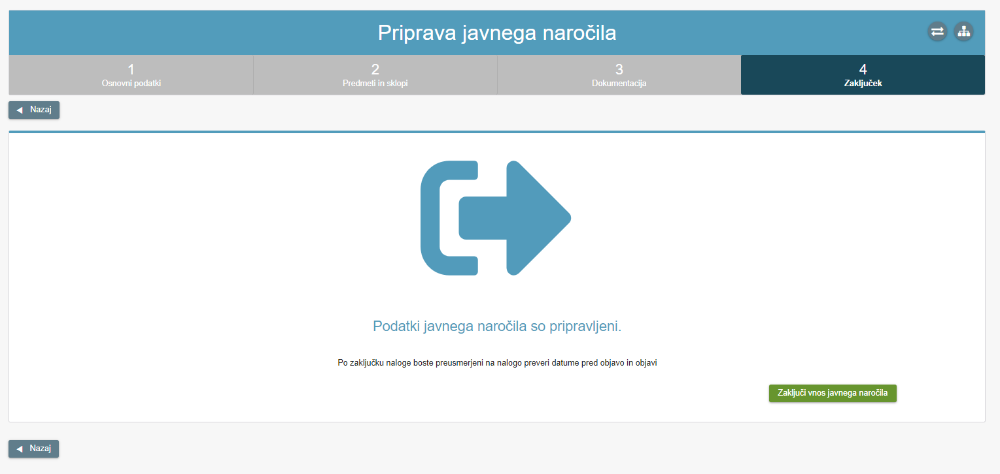 Priprava javnega naročila
1
Osnovni podatki
2
Predmeti in sklopi
3
Dokumentacija
4
Zaključek
Nazaj
Podatki javnega naročila so pripravljeni.
Po zaključku naloge boste preusmerjeni na nalogo preveri datume pred objavo in objavi
Zaključi vnos javnega naročila
Nazaj